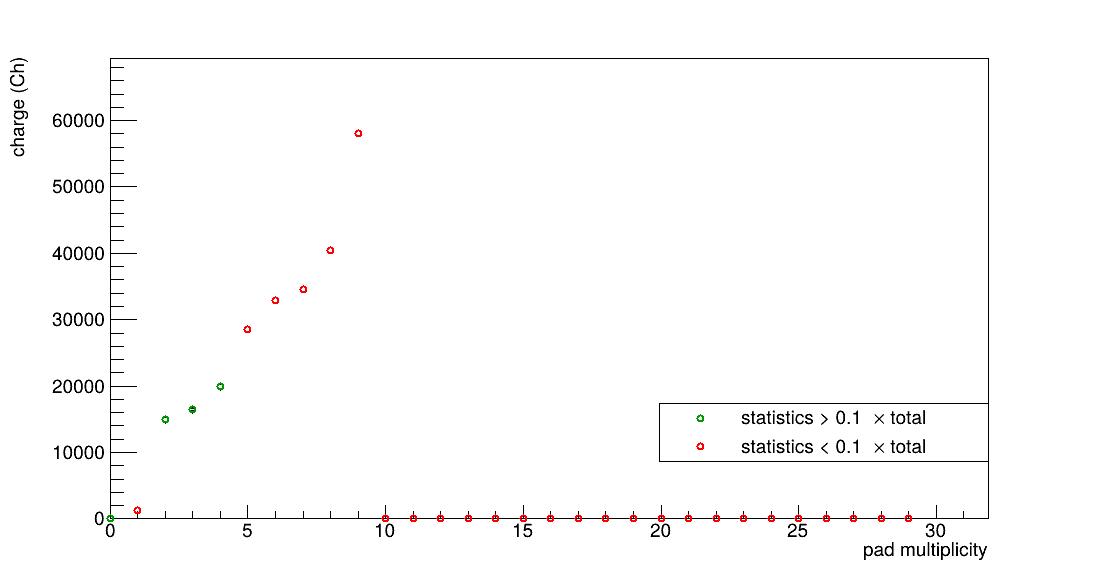 charge (Ch)
60000
50000
40000
30000
20000
10000
0
statistics > 0.1 × total
statistics < 0.1 × total
0 5 10 15 20 25 30
pad multiplicity